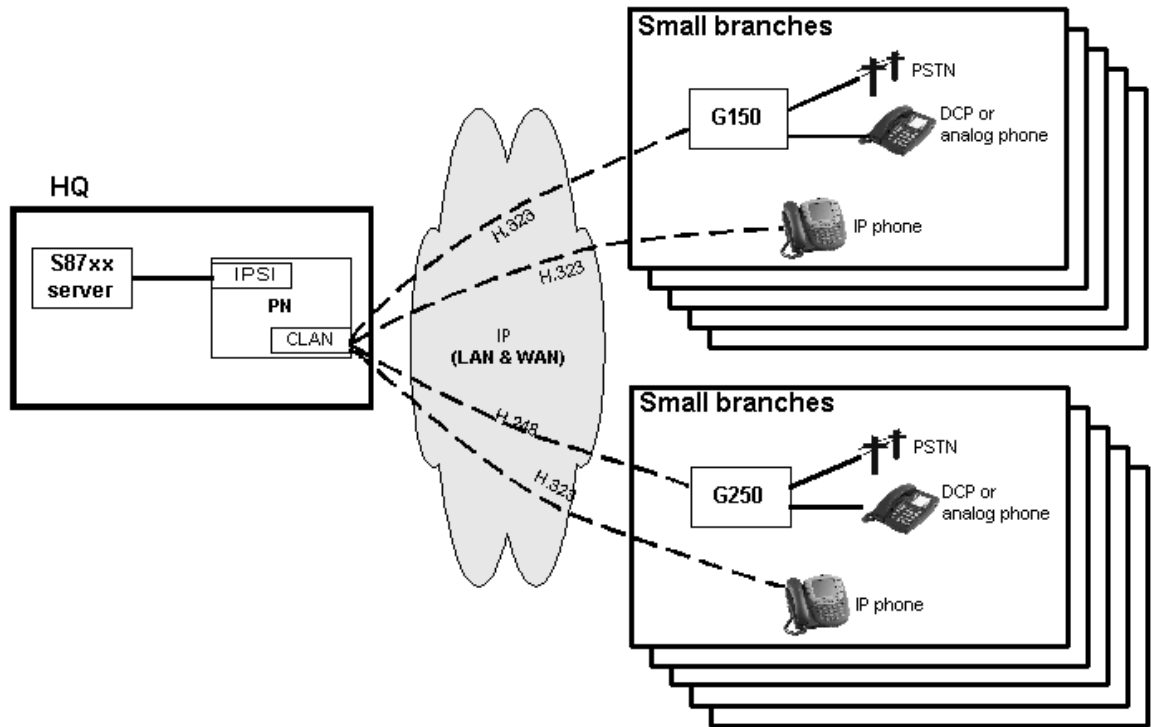 Small branches
PSTN
G150
DCP or
analog phone
IP phone
HQ
S87xx
server
IPSI
PN
CLAN
H.323
H.323
IP
(LAN & WAN)
H.248
H.323
Small branches
PSTN
G250
DCP or
analog phone
IP phone